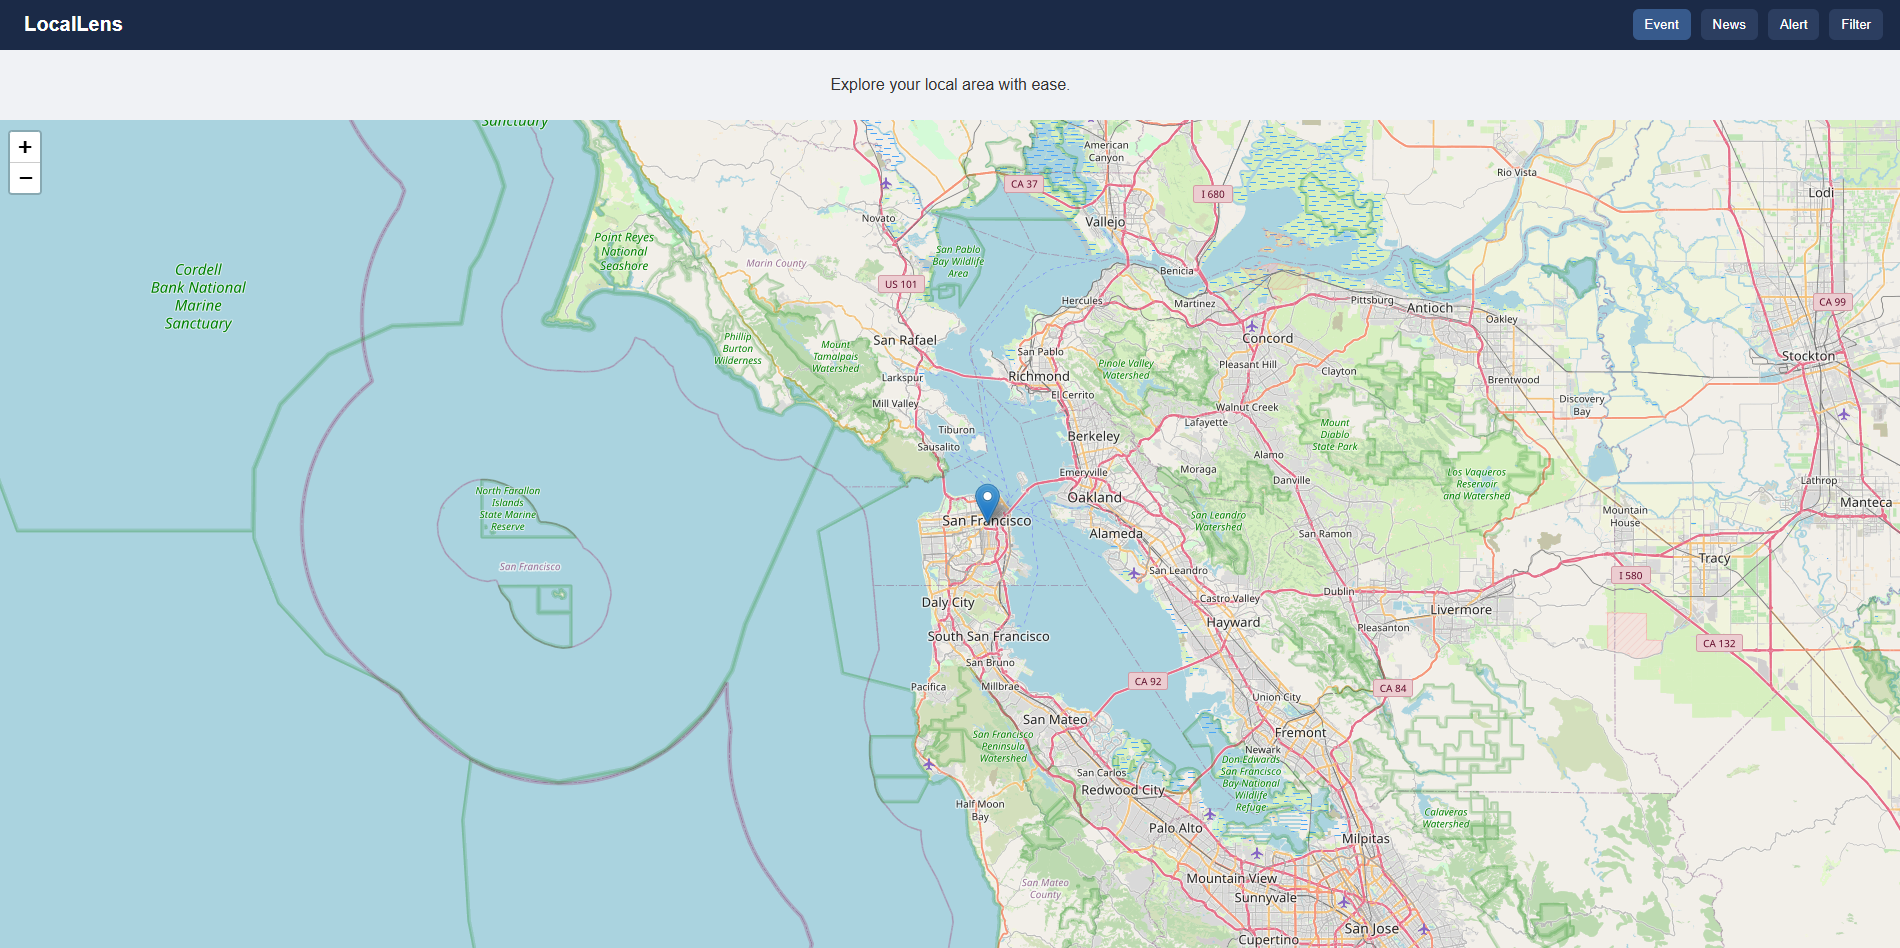 LocalLens
Event
News
Alert
Filter
Explore your local area with ease.
+
−
Sanctuary
American
Canyon
Rio Vista
CA 37
I 680
Lodi
Novato
Vallejo
Point Reyes
National
Seashore
San Pablo
Bay Wildlife
Area
Marin County
Cordell
Bank National
Marine
Sanctuary
Benicia
US 101
Hercules
Martinez
Pittsburg
Antioch
CA 99
Oakley
Phillip
Burton
Wilderness
Mount
Tamalpais
Watershed
San Rafael
Concord
San Pablo
Stockton
Pinole Valley
Watershed
Pleasant Hill
Clayton
Larkspur
Richmond
Brentwood
El Cerrito
Mill Valley
Walnut Creek
Discovery
Bay
Lafayette
Tiburon
Berkeley
Mount
Diablo
State Park
Sausalito
Alamo
Emeryville
Moraga
Danville
Los Vaqueros
Reservoir
and Watershed
Lathrop
North Farallon
Islands
State Marine
Reserve
Oakland
Manteca
San Francisco
San Leandro
Watershed
Mountain
House
Alameda
San Ramon
San Francisco
San Leandro
Tracy
I 580
Daly City
Castro Valley
Dublin
Livermore
Hayward
Pleasanton
South San Francisco
CA 132
San Bruno
Pacifica
Millbrae
CA 92
CA 84
Union City
San Mateo
San Francisco
Peninsula
Watershed
Fremont
Newark
Don Edwards
San Francisco
Bay National
Wildlife
Refuge
San Carlos
Redwood City
Half Moon
Bay
Calaveras
Watershed
Palo Alto
Milpitas
San Mateo
County
Mountain View
Sunnyvale
San Jose
Cupertino